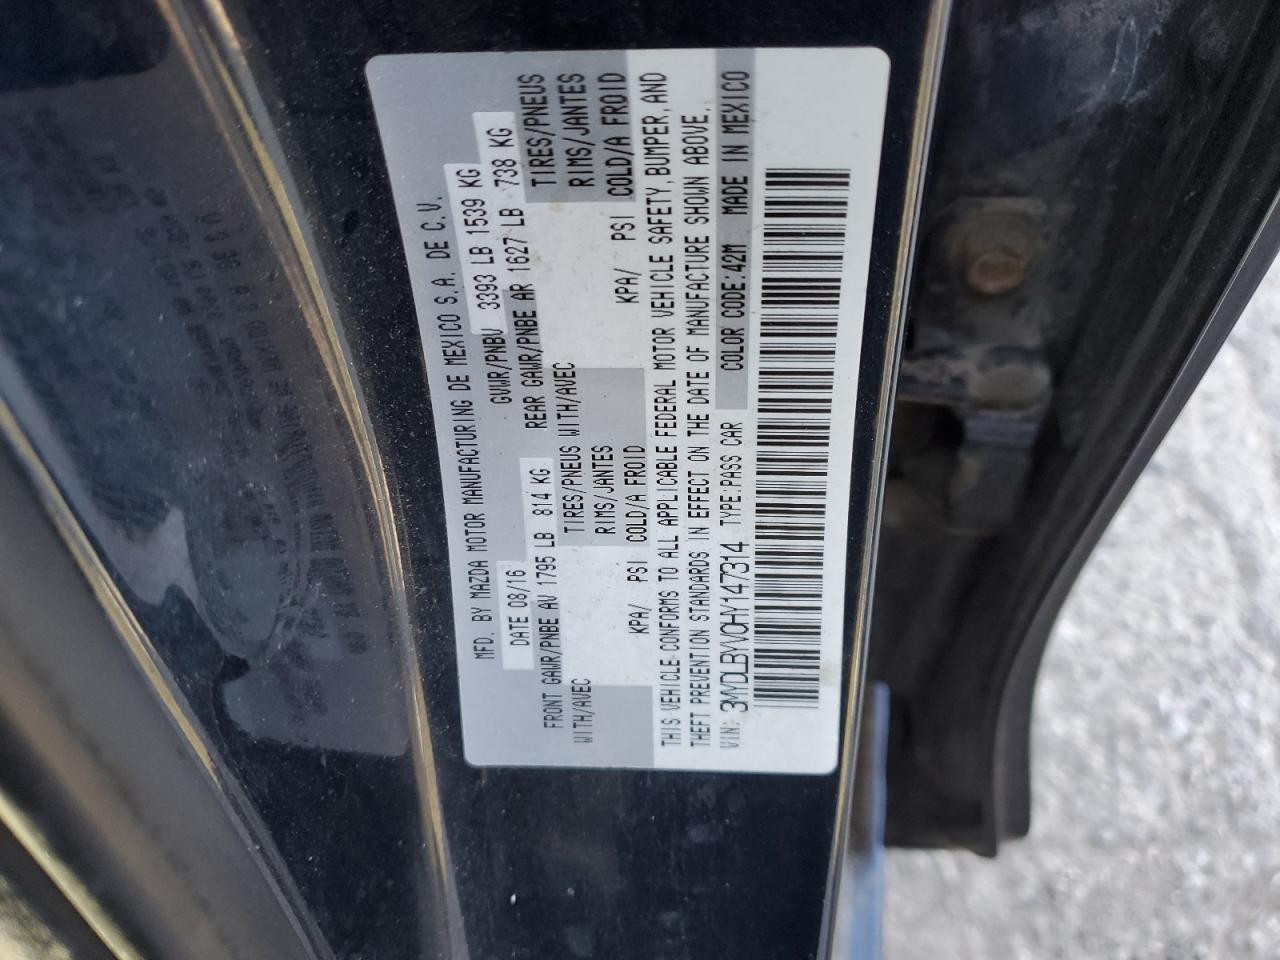 MFD. BY MAZDA MOTOR MANUFACTURING DE MEXICO S.A. DE C.V.
DATE 08/16 GVWR/PNBV 3393 LB 1539 KG
FRONT GAWR/PNBE AV 1795 LB 814 KG REAR GAWR/PNBE AR 1627 LB 738 KG
WITH/AVEC TIRES/PNEUS WITH/AVEC TIRES/PNEUS
RIMS/JANTES RIMS/JANTES
KPA/ PSI COLD/A FROID KPA/ PSI COLD/A FROID
THIS VEHICLE CONFORMS TO ALL APPLICABLE FEDERAL MOTOR VEHICLE SAFETY, BUMPER, AND
THEFT PREVENTION STANDARDS IN EFFECT ON THE DATE OF MANUFACTURE SHOWN ABOVE.
VIN: 3MYDLBYV0HY147314 TYPE:PASS CAR COLOR CODE:42M MADE IN MEXICO